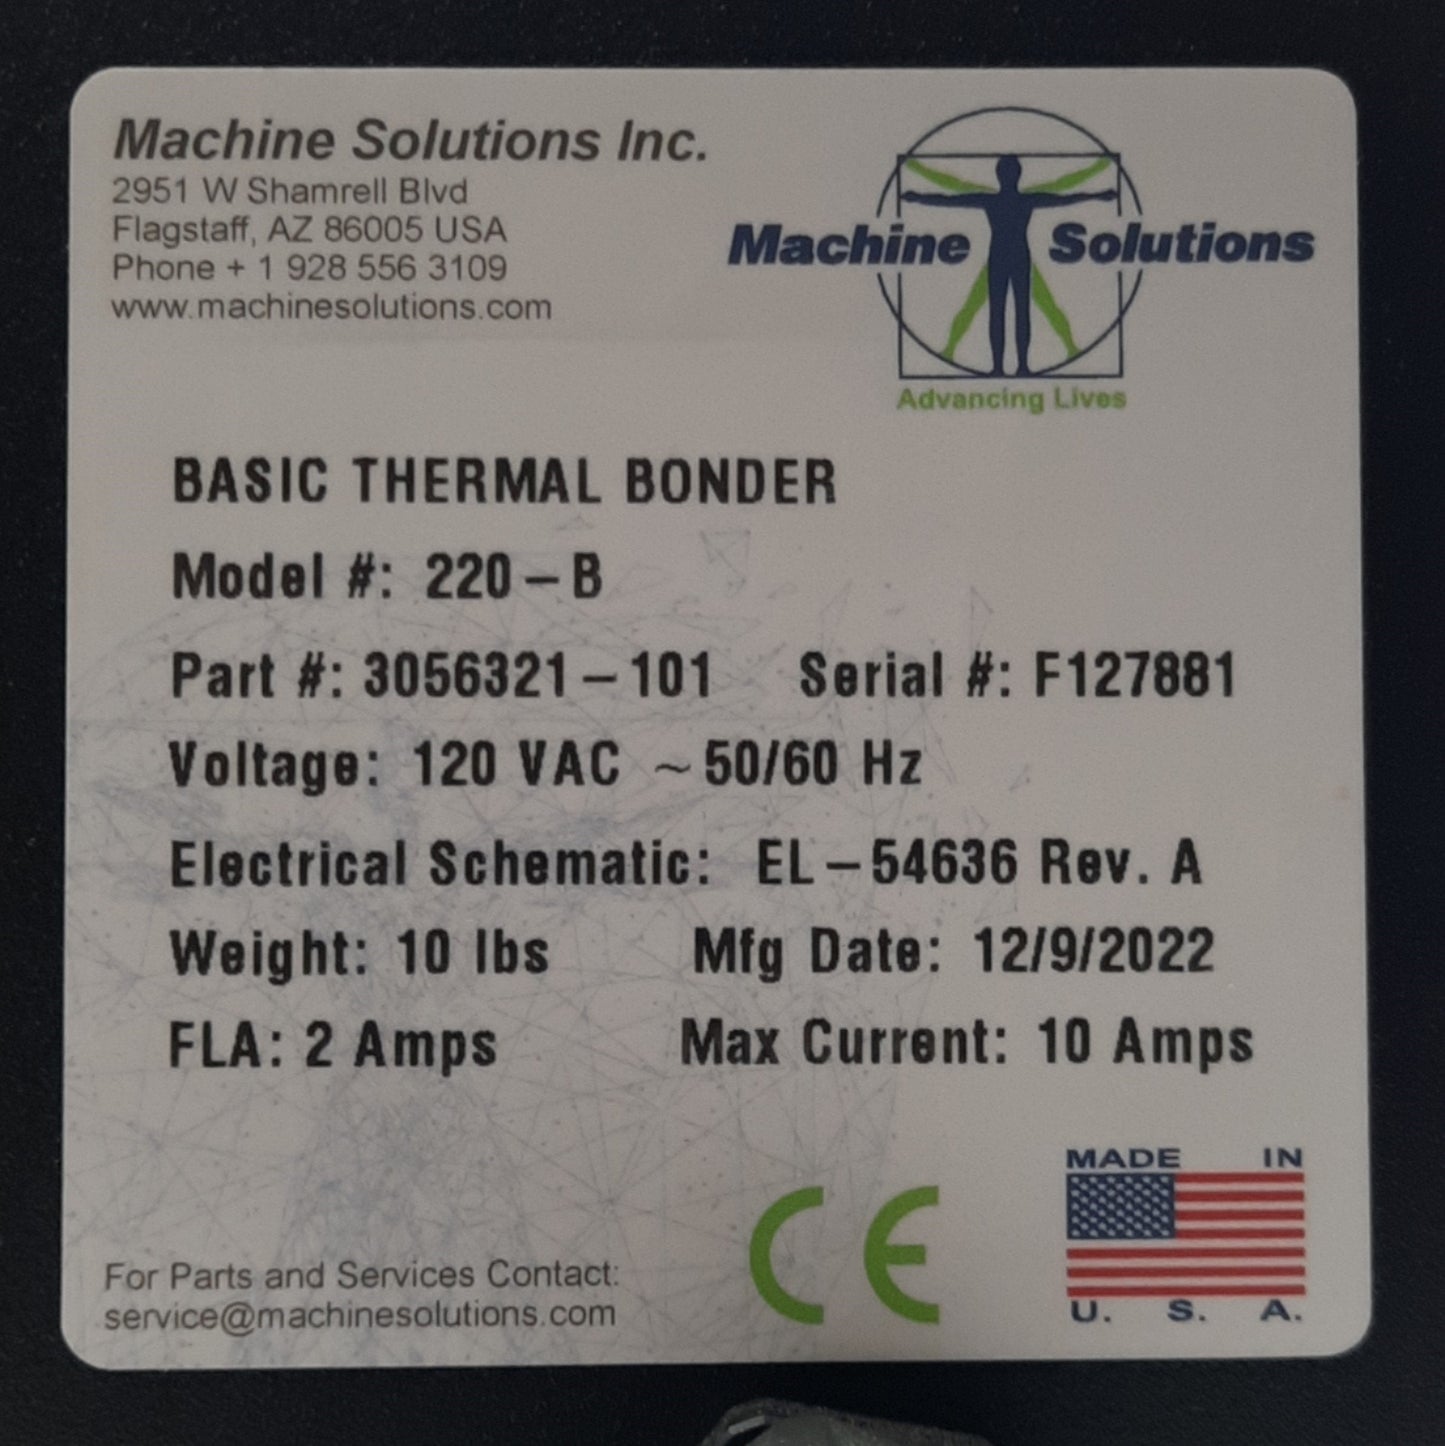 Machine Solutions Inc.
2951 W Shamrell Blvd
Flagstaff, AZ 86005 USA
Phone + 1 928 556 3109
www.machinesolutions.com
Machine Solutions
Advancing Lives
BASIC THERMAL BONDER
Model #: 220-B
Part #: 3056321-101 Serial #: F127881
Voltage: 120 VAC ~50/60 Hz
Electrical Schematic: EL-54636 Rev. A
Weight: 10 lbs Mfg Date: 12/9/2022
FLA: 2 Amps Max Current: 10 Amps
For Parts and Services Contact:
service@machinesolutions.com
CE
MADE IN
U. S. A.